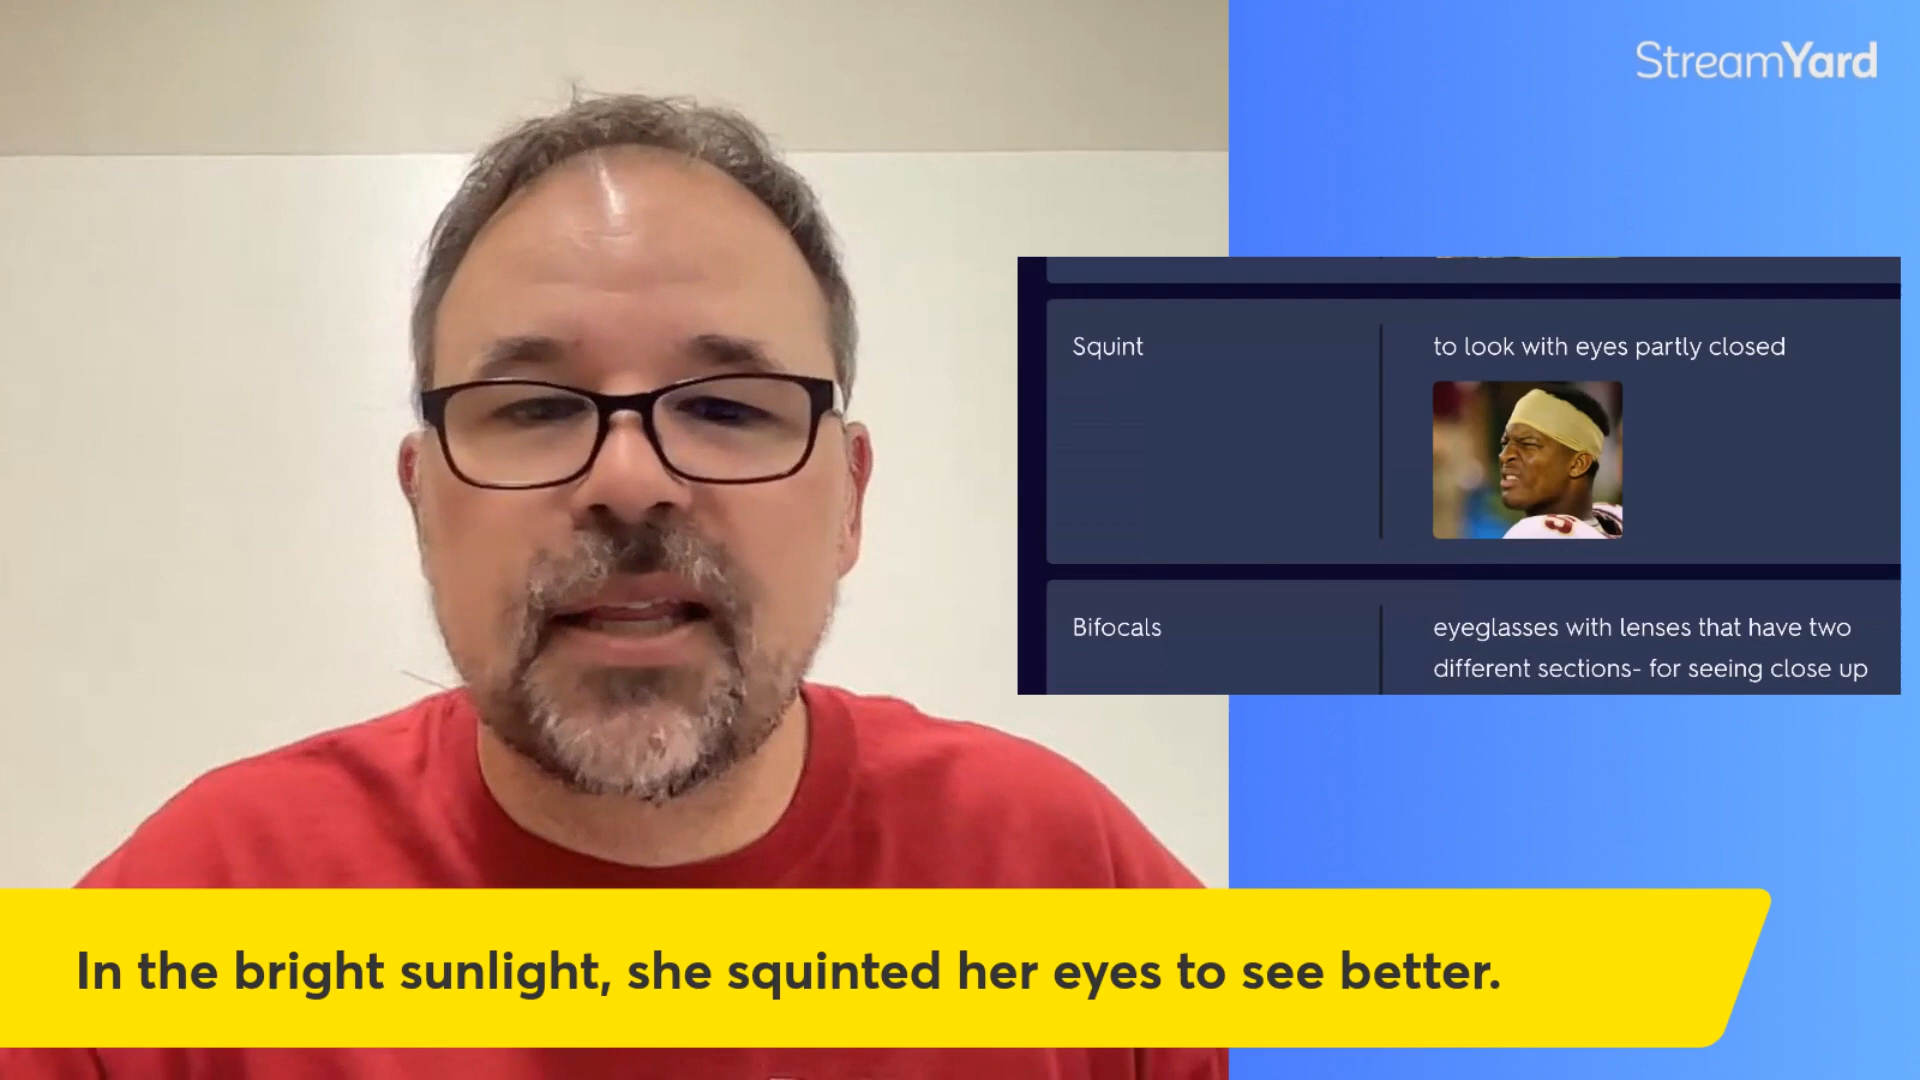 StreamYard
Squint
to look with eyes partly closed
Bifocals
eyeglasses with lenses that have two
different sections- for seeing close up
In the bright sunlight, she squinted her eyes to see better.